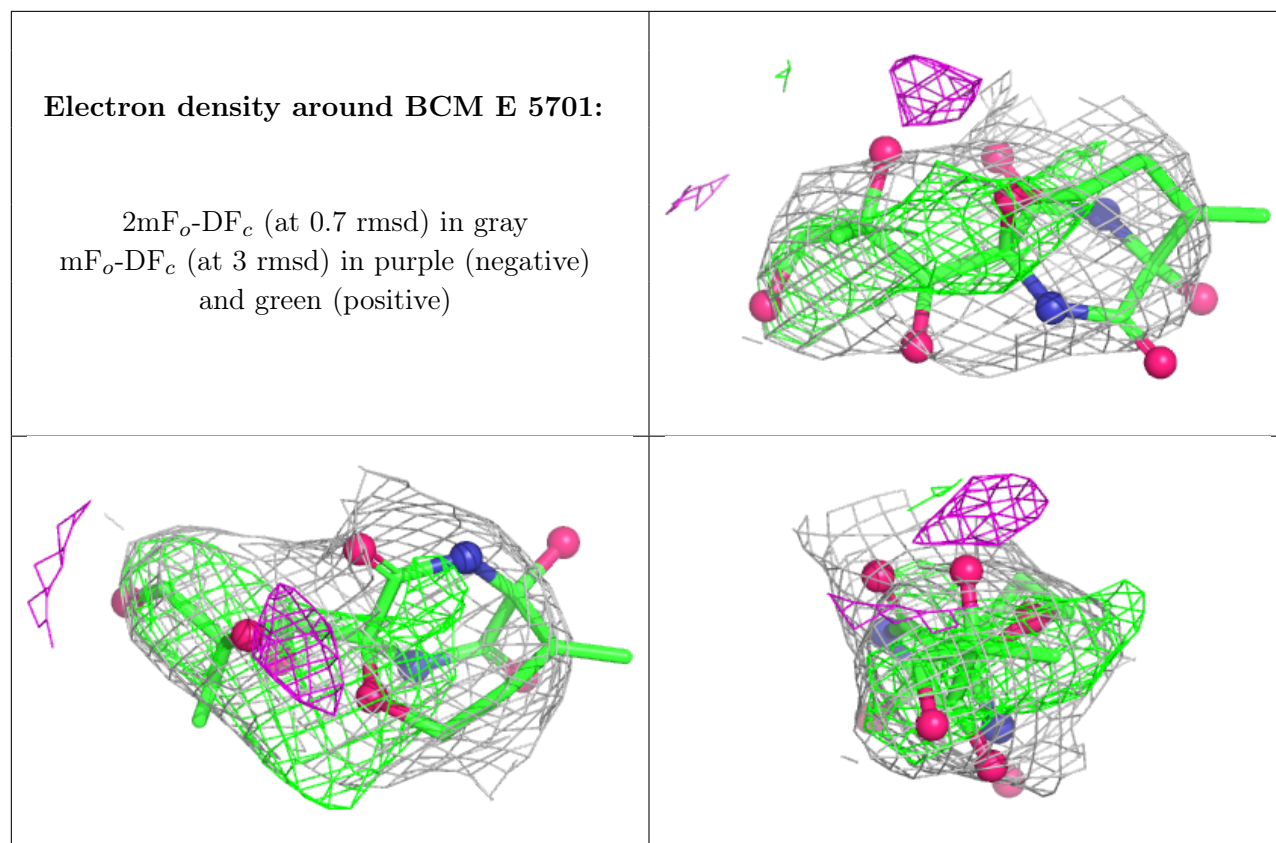 Electron density around BCM E 5701:
2mFo-DFc (at 0.7 rmsd) in gray
mFo-DFc (at 3 rmsd) in purple (negative)
and green (positive)